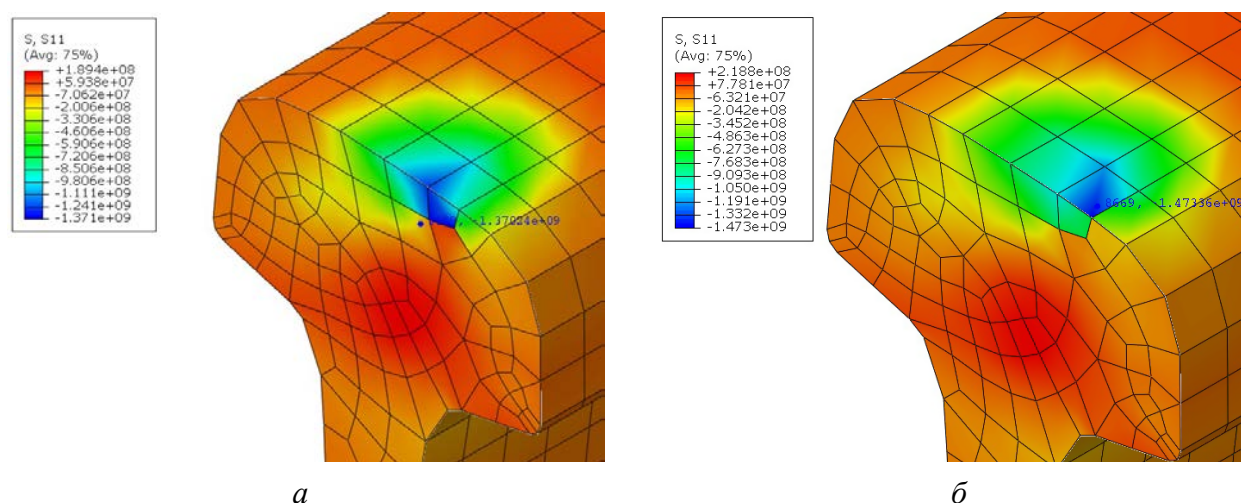 S, S11
(Avg: 75%)
+1.894e+08
+5.938e+07
-7.062e+07
-2.006e+08
-3.306e+08
-4.606e+08
-5.906e+08
-7.206e+08
-8.506e+08
-9.806e+08
-1.111e+09
-1.241e+09
-1.371e+09
-1.37024e+09
а
S, S11
(Avg: 75%)
+2.188e+08
+7.781e+07
-6.321e+07
-2.042e+08
-3.452e+08
-4.863e+08
-6.273e+08
-7.683e+08
-9.093e+08
-1.050e+09
-1.191e+09
-1.332e+09
-1.473e+09
8669, -1.47336e+09
б